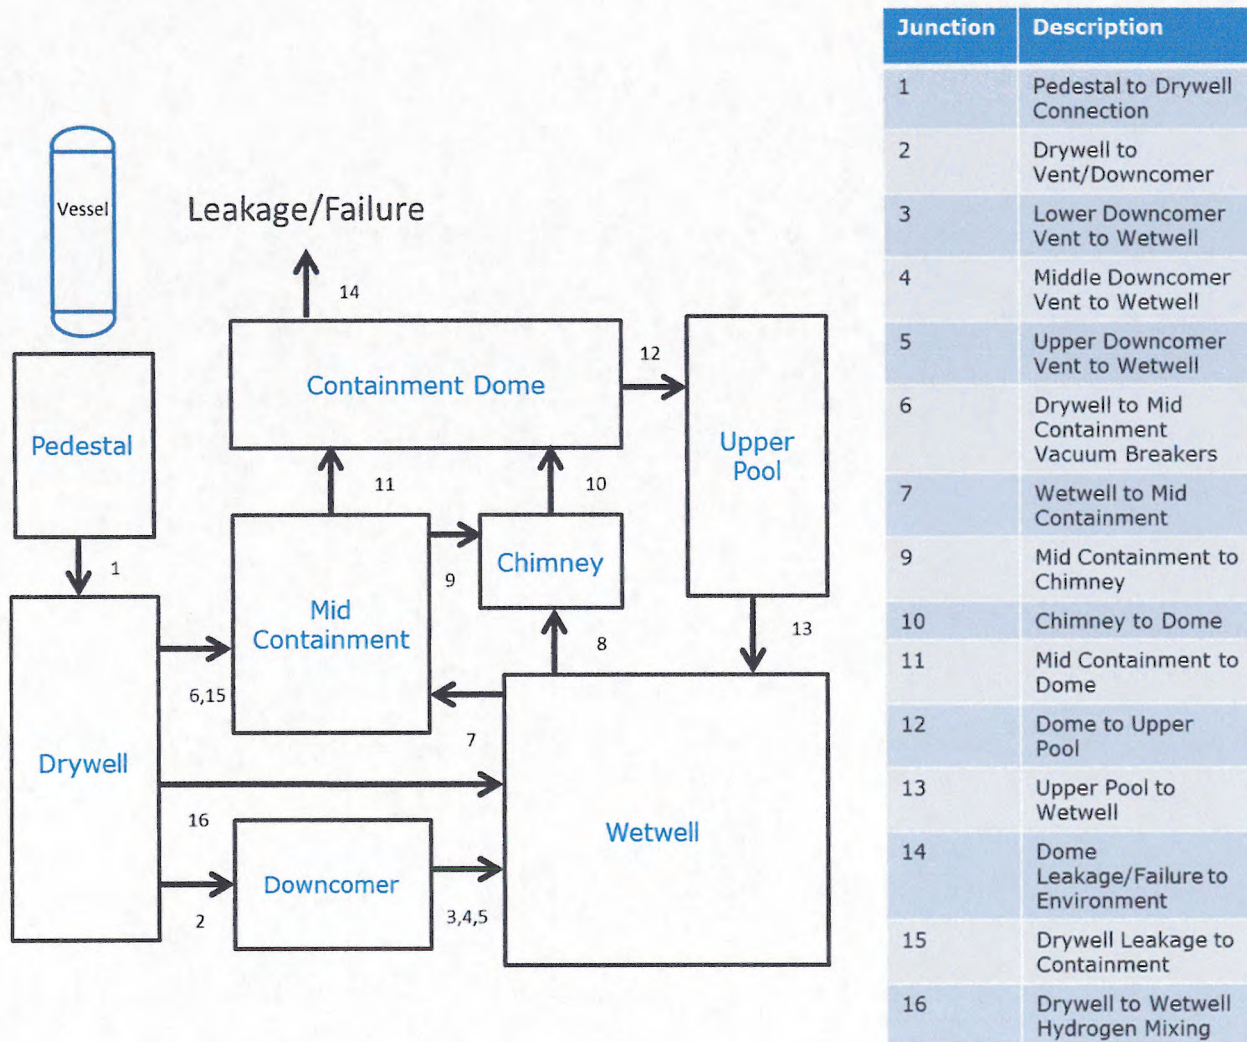 Vessel
Leakage/Failure
14
Containment Dome
12
Pedestal
Upper
Pool
11
10
1
9
Chimney
Mid
Containment
8
13
6,15
7
Drywell
16
Wetwell
Downcomer
2
3,4,5
Junction Description
1 Pedestal to Drywell
Connection
2 Drywell to
Vent/Downcomer
3 Lower Downcomer
Vent to Wetwell
4 Middle Downcomer
Vent to Wetwell
5 Upper Downcomer
Vent to Wetwell
6 Drywell to Mid
Containment
Vacuum Breakers
7 Wetwell to Mid
Containment
9 Mid Containment to
Chimney
10 Chimney to Dome
11 Mid Containment to
Dome
12 Dome to Upper
Pool
13 Upper Pool to
Wetwell
14 Dome
Leakage/Failure to
Environment
15 Drywell Leakage to
Containment
16 Drywell to Wetwell
Hydrogen Mixing